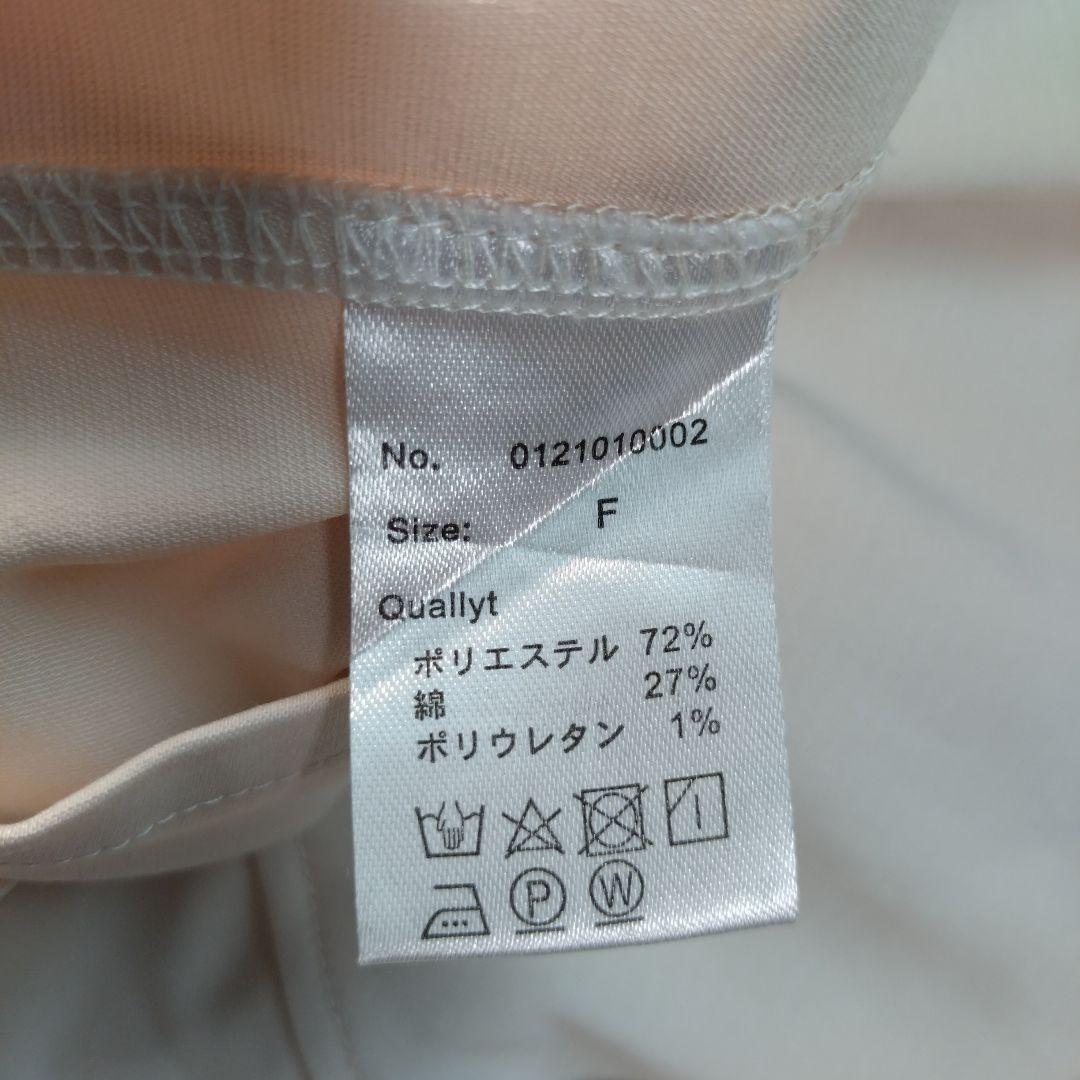 No. 0121010002
Size: F
Quallyt
ポリエステル 72%
綿 27%
ポリウレタン 1%
P W